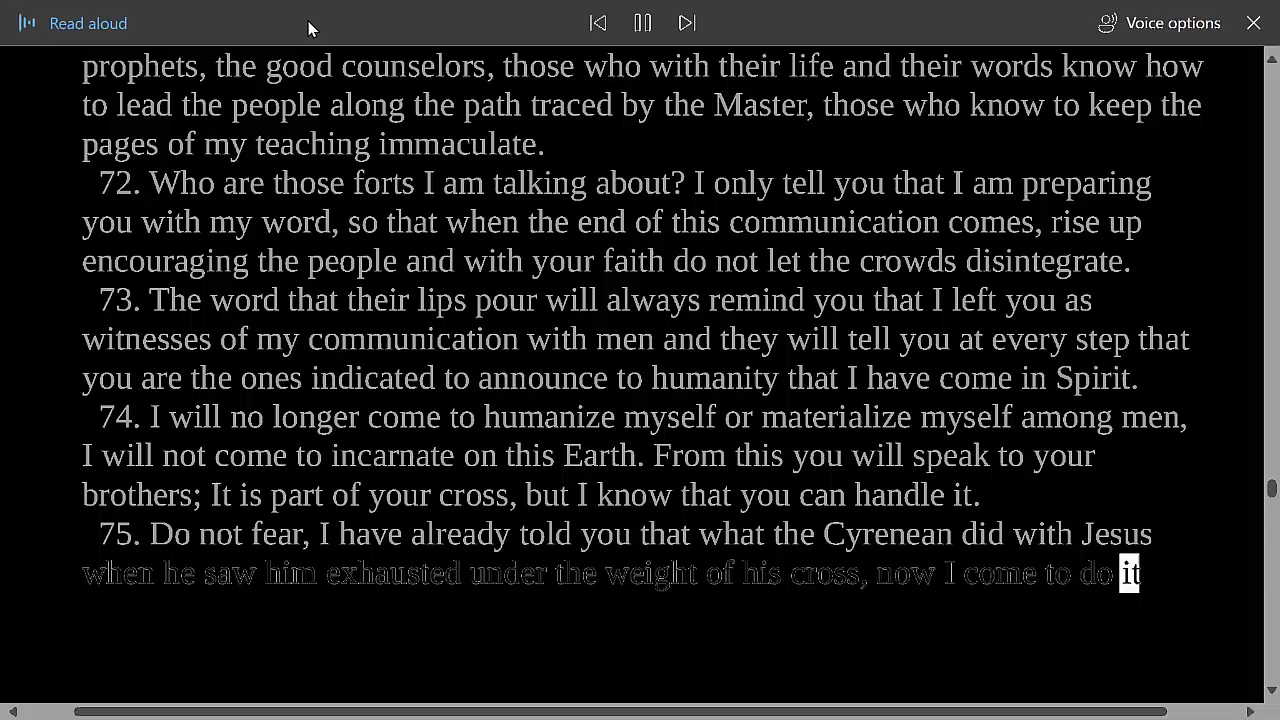 Read aloud
Voice options
prophets, the good counselors, those who with their life and their words know how
to lead the people along the path traced by the Master, those who know to keep the
pages of my teaching immaculate.
72. Who are those forts I am talking about? I only tell you that I am preparing
you with my word, so that when the end of this communication comes, rise up
encouraging the people and with your faith do not let the crowds disintegrate.
73. The word that their lips pour will always remind you that I left you as
witnesses of my communication with men and they will tell you at every step that
you are the ones indicated to announce to humanity that I have come in Spirit.
74. I will no longer come to humanize myself or materialize myself among men,
I will not come to incarnate on this Earth. From this you will speak to your
brothers; It is part of your cross, but I know that you can handle it.
75. Do not fear, I have already told you that what the Cyrenean did with Jesus
when he saw him exhausted under the weight of his cross, now I come to do it